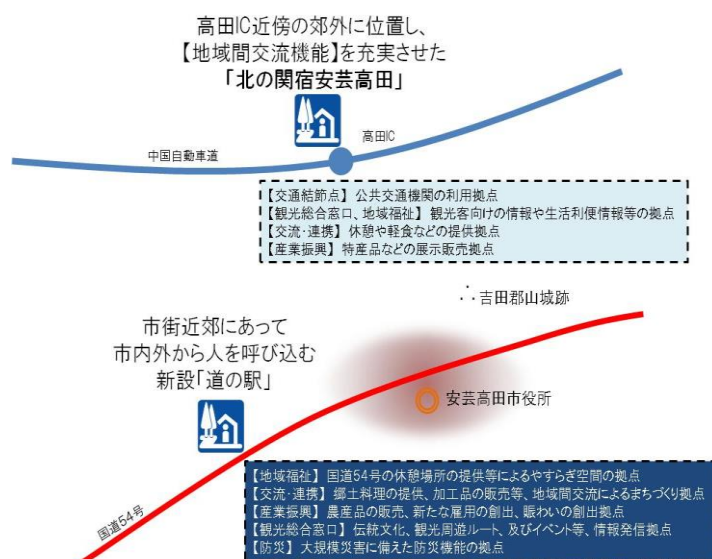 高田IC近傍の郊外に位置し、
【地域間交流機能】を充実させた
「北の関宿安芸高田」
高田IC
中国自動車道
【交通結節点】 公共交通機関の利用拠点
【観光総合窓口、地域福祉】 観光客向けの情報や生活利便情報等の拠点
【交流・連携】 休憩や軽食などの提供拠点
【産業振興】 特産品などの展示販売拠点
吉田郡山城跡
市街近郊にあって
市内外から人を呼び込む
新設「道の駅」
安芸高田市役所
国道54号
【地域福祉】 国道54号の休憩場所の提供等によるやすらぎ空間の拠点
【交流・連携】 郷土料理の提供、加工品の販売等、地域間交流によるまちづくり拠点
【産業振興】 農産品の販売、新たな雇用の創出、賑わいの創出拠点
【観光総合窓口】 伝統文化、観光周遊ルート、及びイベント等、情報発信拠点
【防災】 大規模災害に備えた防災機能の拠点